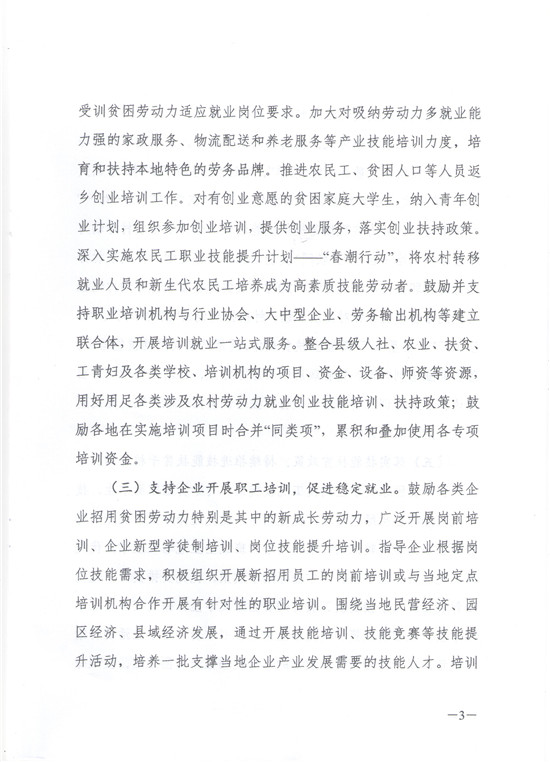 受训贫困劳动力适应就业岗位要求。加大对吸纳劳动力多就业能
力强的家政服务、物流配送和养老服务等产业技能培训力度，培
育和扶持本地特色的劳务品牌。推进农民工、贫困人口等人员返
乡创业培训工作。对有创业意愿的贫困家庭大学生，纳入青年创
业计划，组织参加创业培训，提供创业服务，落实创业扶持政策。
深入实施农民工职业技能提升计划——“春潮行动”，将农村转移
就业人员和新生代农民工培养成为高素质技能劳动者。鼓励并支
持职业培训机构与行业协会、大中型企业、劳务输出机构等建立
联合体，开展培训就业一站式服务。整合县级人社、农业、扶贫、
工青妇及各类学校、培训机构的项目、资金、设备、师资等资源，
用好用足各类涉及农村劳动力就业创业技能培训、扶持政策；鼓
励各地在实施培训项目时合并“同类项”，累积和叠加使用各专项
培训资金。
（三）支持企业开展职工培训，促进稳定就业。鼓励各类企
业招用贫困劳动力特别是其中的新成长劳动力，广泛开展岗前培
训、企业新型学徒制培训、岗位技能提升培训。指导企业根据岗
位技能需求，积极组织开展新招用员工的岗前培训或与当地定点
培训机构合作开展有针对性的职业培训。围绕当地民营经济、园
区经济、县域经济发展，通过开展技能培训、技能竞赛等技能提
升活动，培养一批支撑当地企业产业发展需要的技能人才。培训
—3—